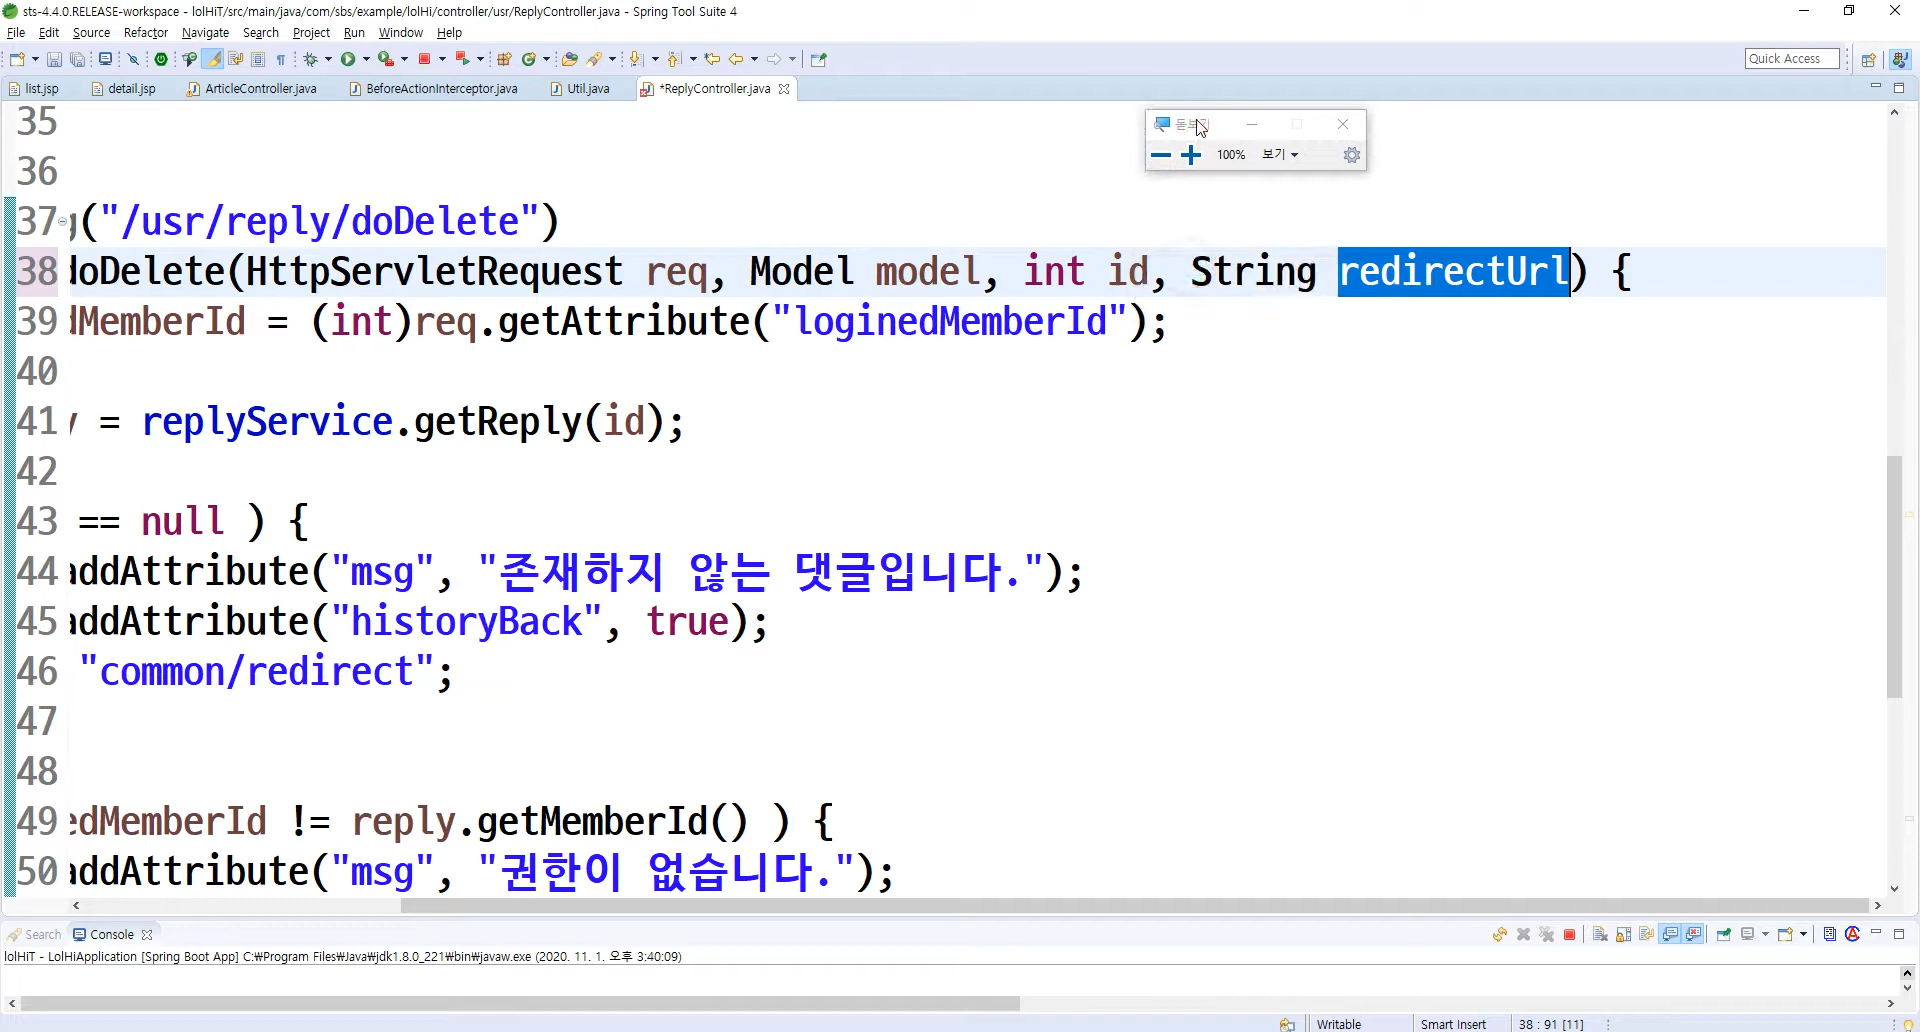 sts-4.4.0.RELEASE-workspace - lolHiT/src/main/java/com/sbs/example/lolHi/controller/usr/ReplyController.java - Spring Tool Suite 4
File Edit Source Refactor Navigate Search Project Run Window Help
Quick Access
list.jsp detail.jsp ArticleController.java BeforeActionInterceptor.java Util.java *ReplyController.java
100% 보기
35
36
37 g("/usr/reply/doDelete")
38 doDelete(HttpServletRequest req, Model model, int id, String redirectUrl) {
39 dMemberId = (int)req.getAttribute("loginedMemberId");
40
41 y = replyService.getReply(id);
42
43 == null ) {
44 addAttribute("msg", "존재하지 않는 댓글입니다.");
45 addAttribute("historyBack", true);
46 "common/redirect";
47
48
49 edMemberId != reply.getMemberId() ) {
50 addAttribute("msg", "권한이 없습니다.");
Search Console
lolHiT - LolHiApplication [Spring Boot App] C:₩Program Files₩Java₩jdk1.8.0_221₩bin₩javaw.exe (2020. 11. 1. 오후 3:40:09)
Writable Smart Insert 38 : 91 [11]